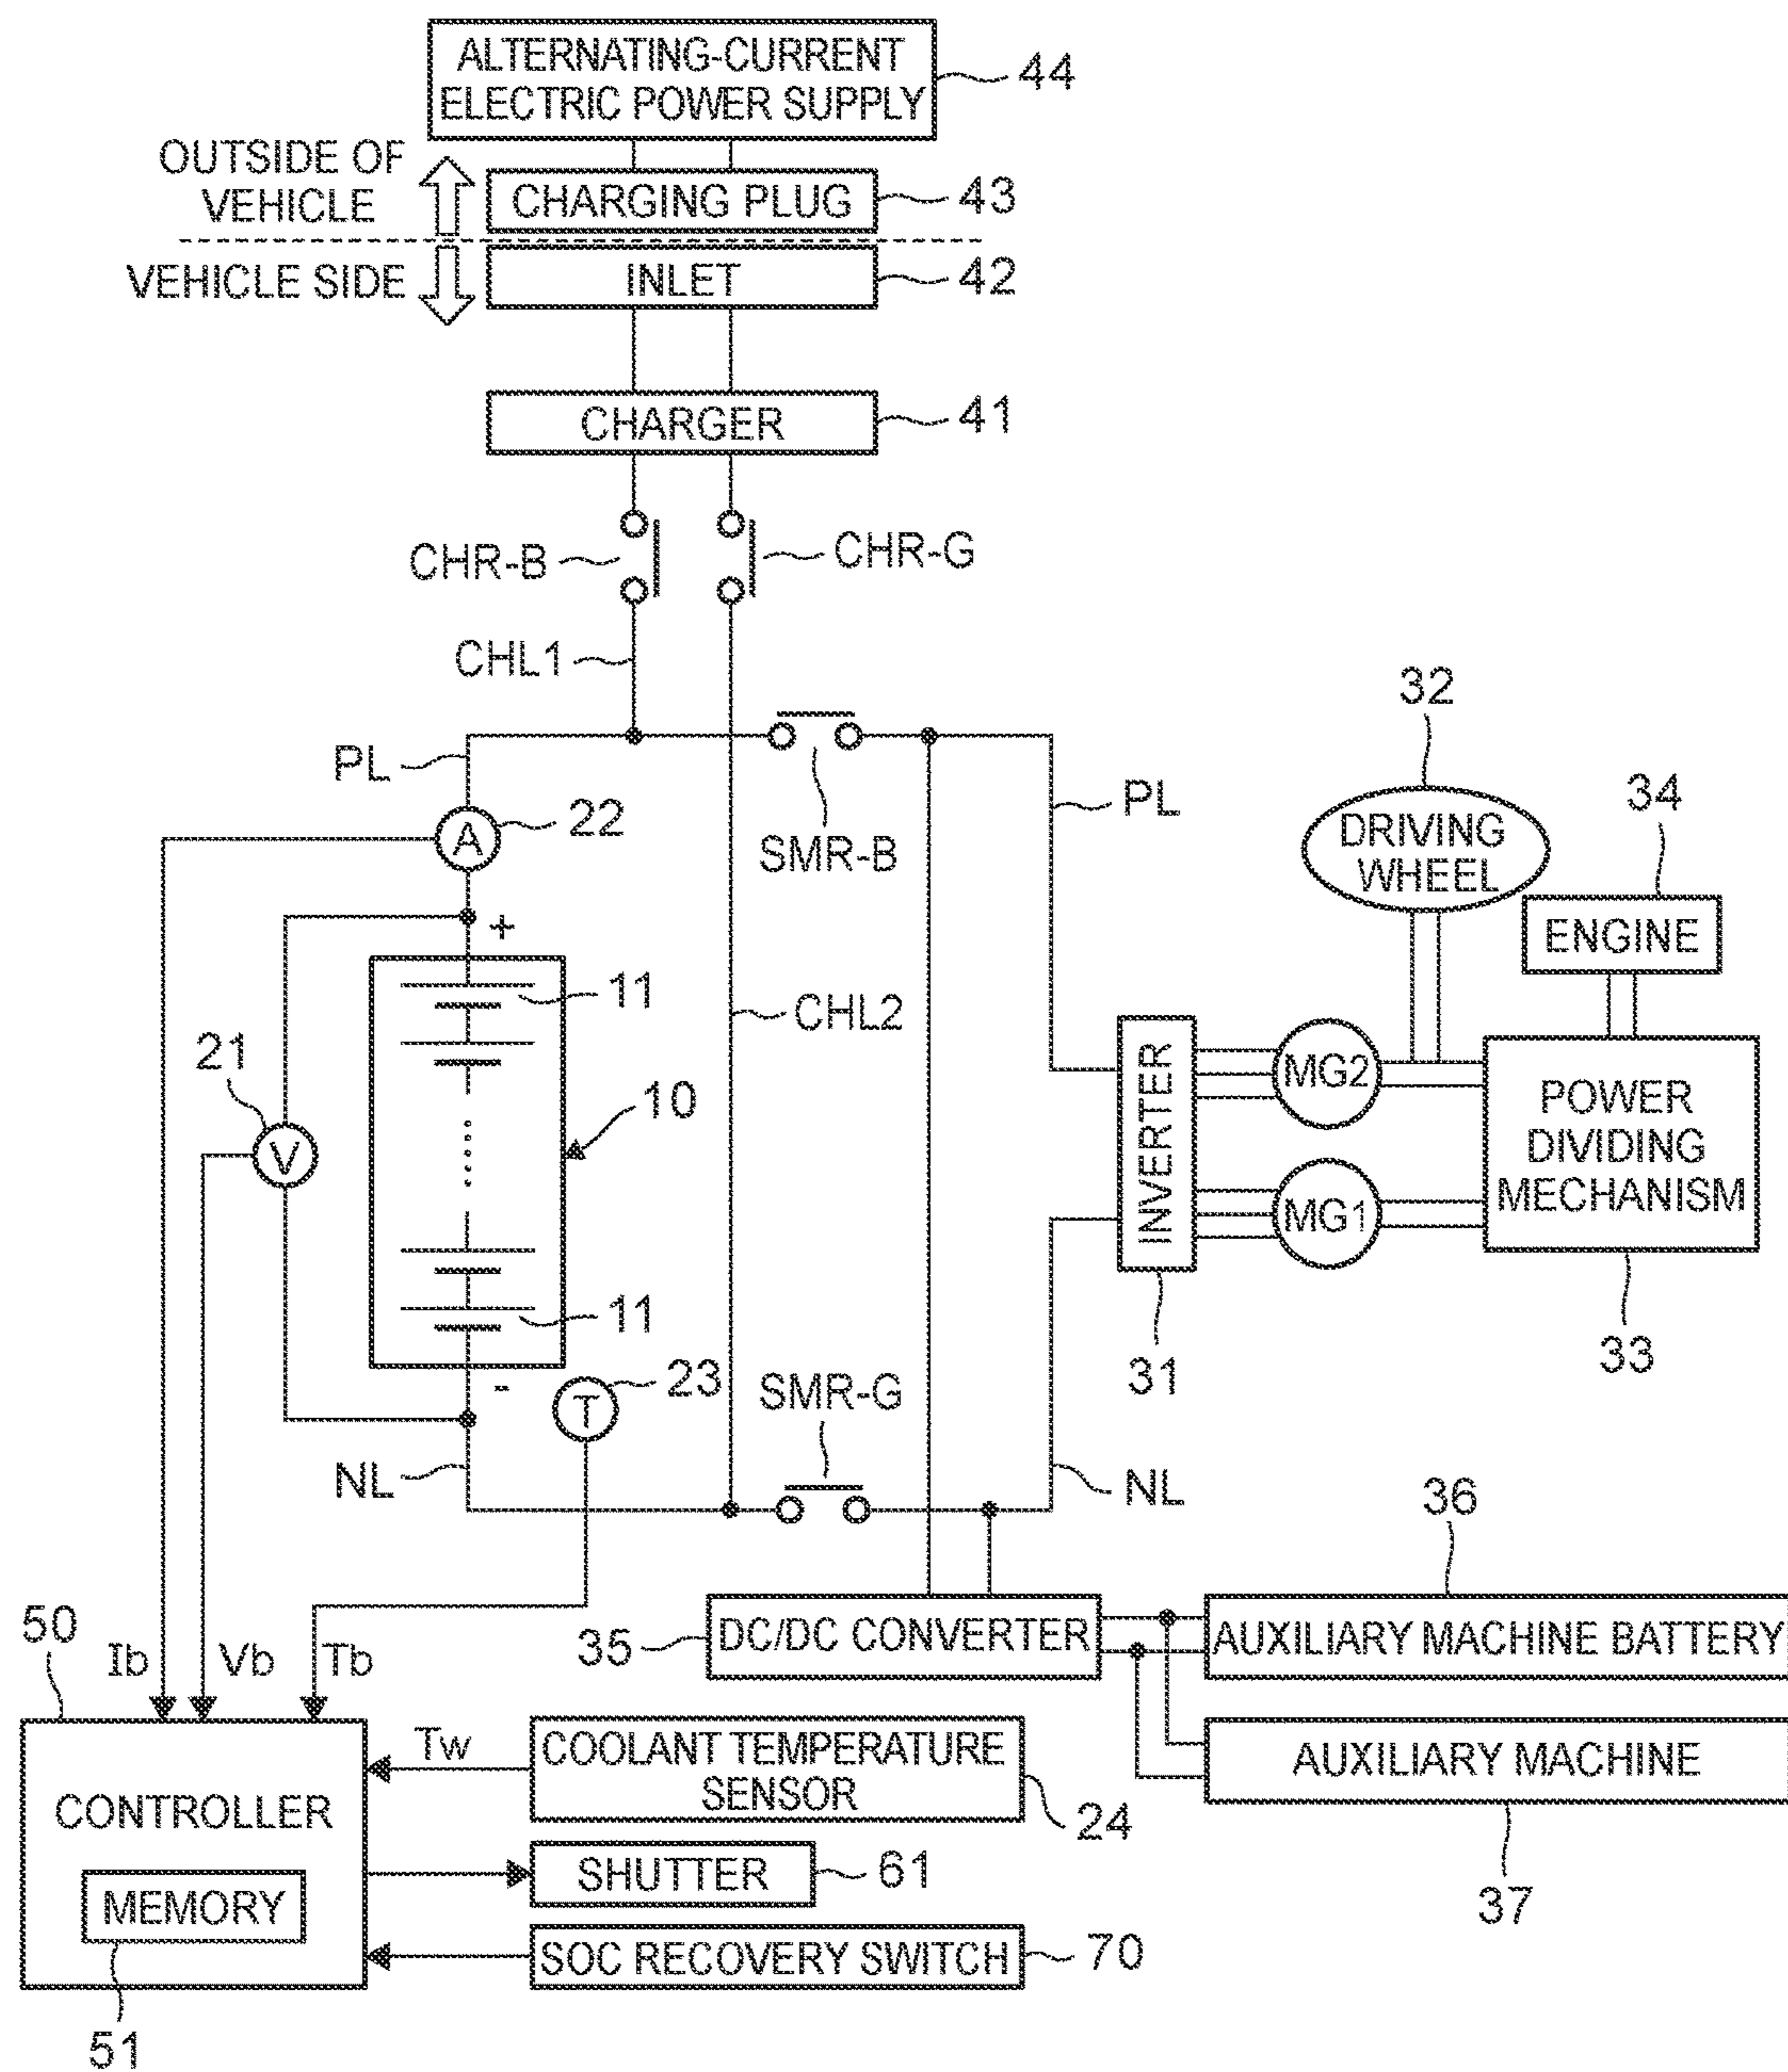 ALTERNATING-CURRENT
ELECTRIC POWER SUPPLY
44
OUTSIDE OF
VEHICLE
CHARGING PLUG
43
VEHICLE SIDE
INLET
42
CHARGER
41
CHR-B
CHR-G
CHL1
32
PL
PL
34
A
22
SMR-B
DRIVING
WHEEL
+
ENGINE
11
CHL2
21
MG2
10
V
INVERTER
POWER
DIVIDING
MECHANISM
MG1
11
-
T
23
SMR-G
31
33
NL
NL
36
50
Ib
Vb
Tb
35
DC/DC CONVERTER
AUXILIARY MACHINE BATTERY
Tw
COOLANT TEMPERATURE
SENSOR
24
AUXILIARY MACHINE
CONTROLLER
SHUTTER
61
37
MEMORY
SOC RECOVERY SWITCH
70
51